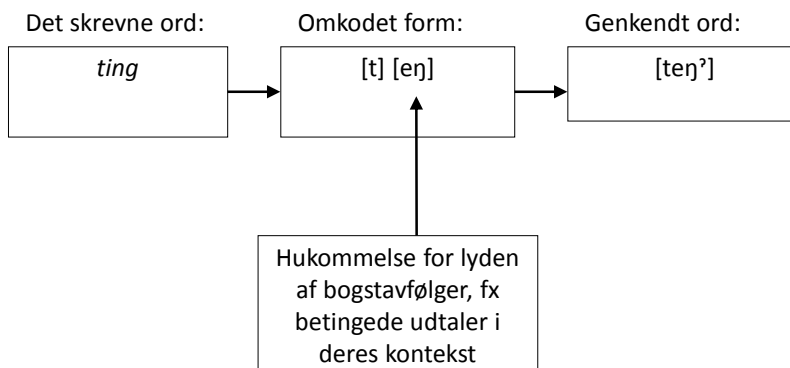 Det skrevne ord:
Omkodet form:
Genkendt ord:
ting
[t] [eŋ]
[teŋˀ]
Hukommelse for lyden
af bogstavfølger, fx
betingede udtaler i
deres kontekst